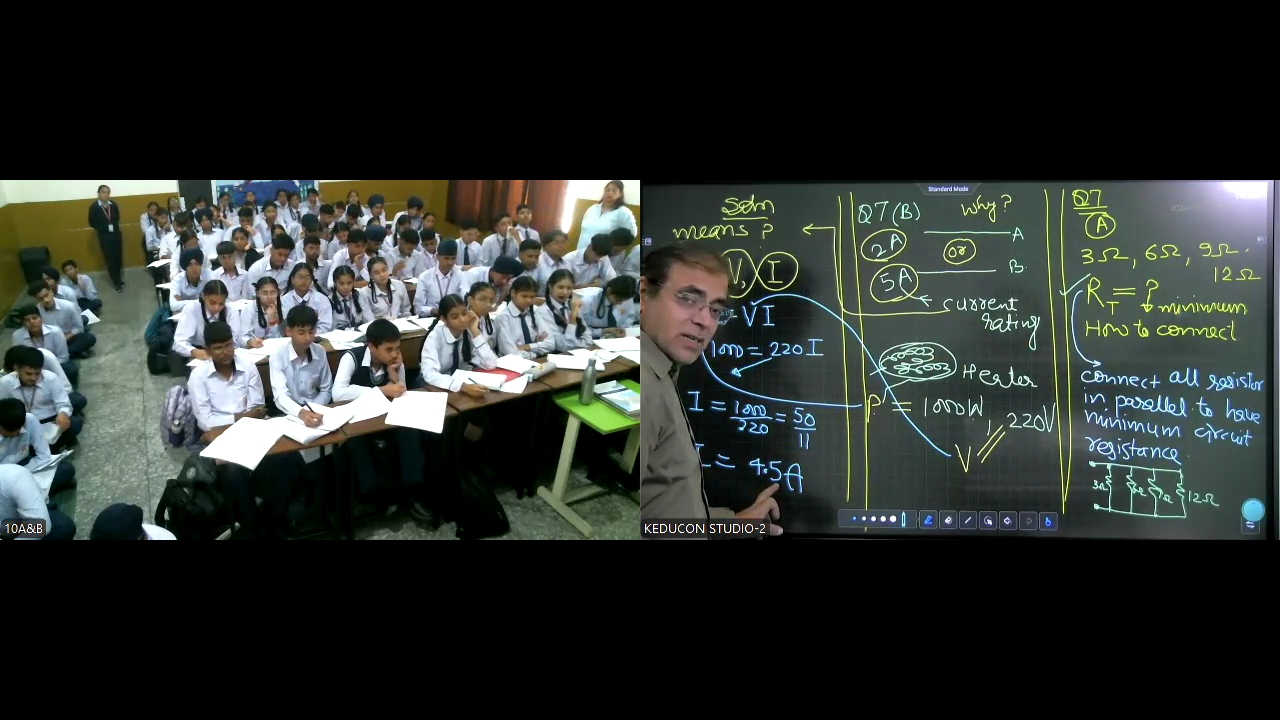 Standard Mode
Soln
means?
V, I
VI
1000 = 220 I
I = 1000/220 = 50/11
= 4.5A
Q7 (B) Why?
2A
A
or
5A
B
current
rating
Heater
P = 1000W, 220V
V
Q7
(A)
3Ω, 6Ω, 9Ω.
12Ω
R_T = ?
minimum
How to connect
connect all resistor
in parallel to have
minimum circuit
resistance.
3Ω
12Ω
10A&B
KEDUCON STUDIO-2